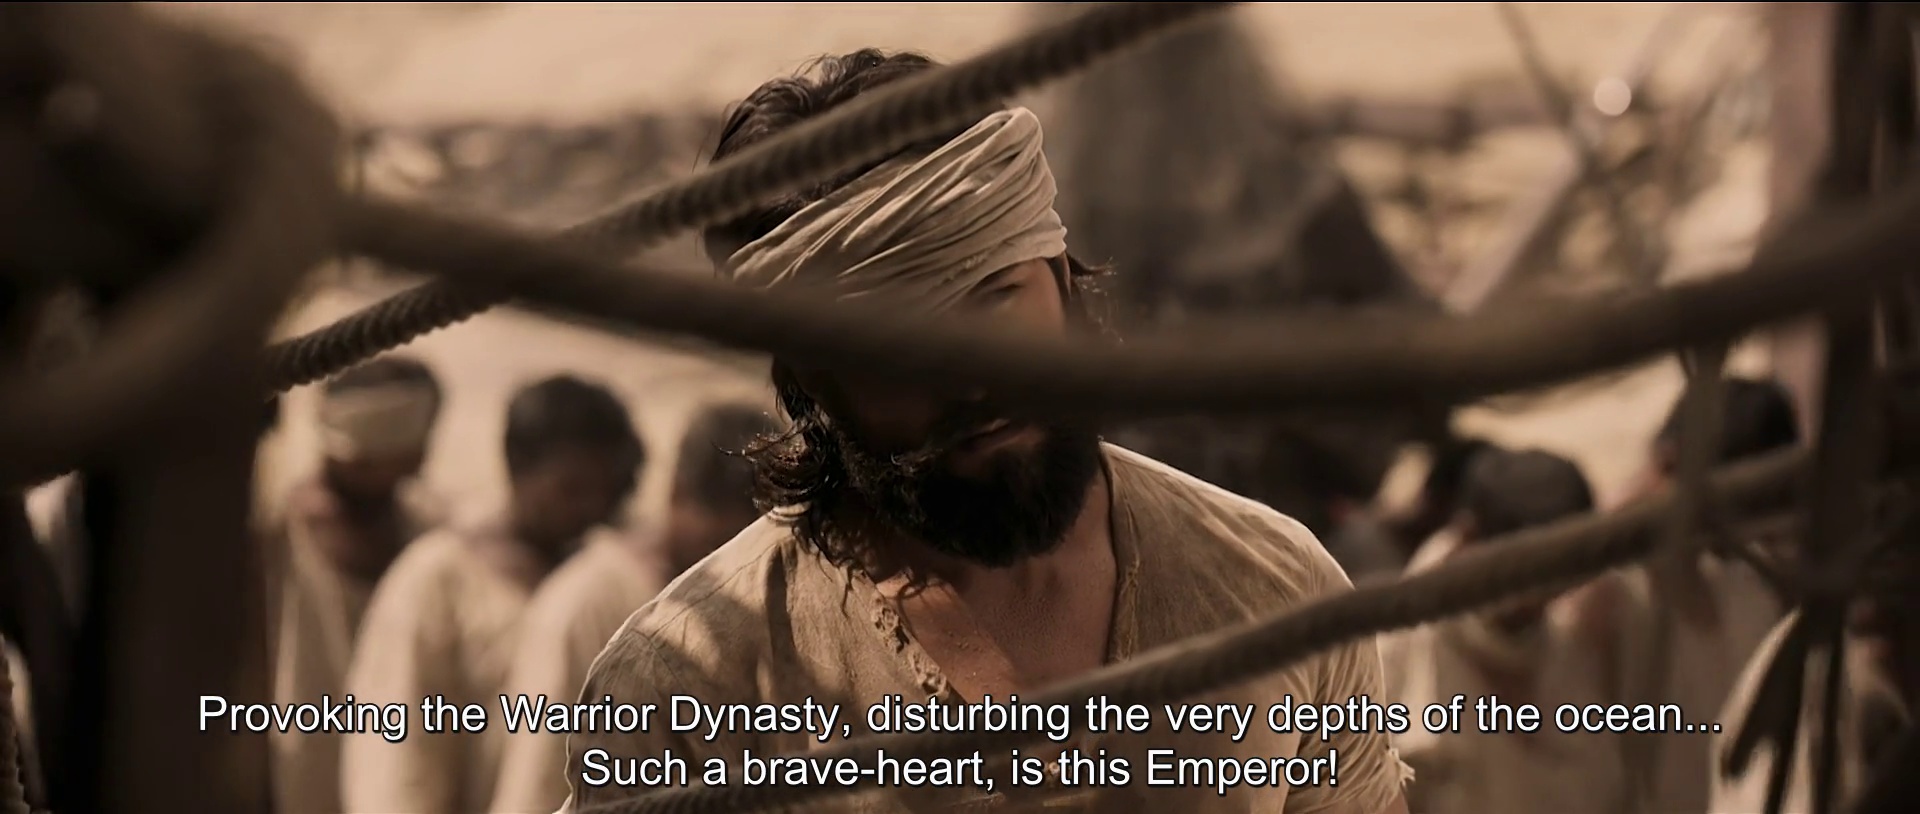 Provoking the Warrior Dynasty, disturbing the very depths of the ocean...
Such a brave-heart, is this Emperor!